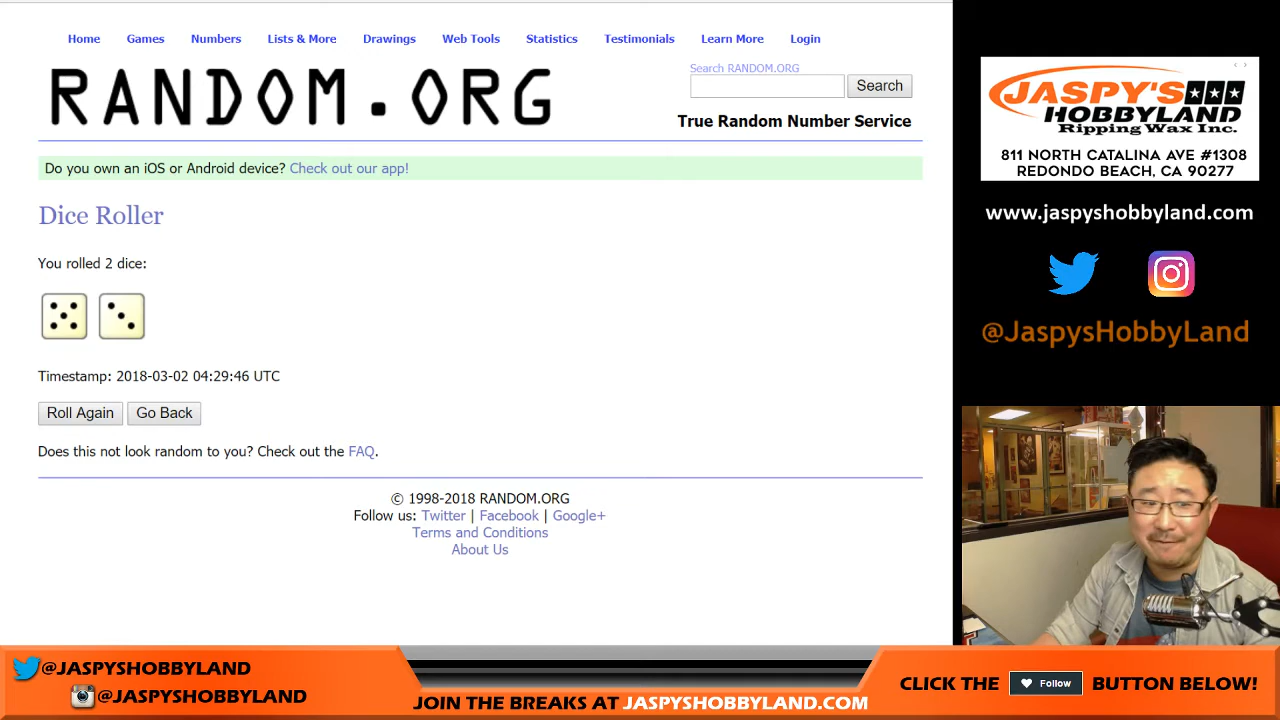 Home Games Numbers Lists & More Drawings Web Tools Statistics Testimonials Learn More Login
RANDOM.ORG
Search RANDOM.ORG
Search
True Random Number Service
Do you own an iOS or Android device? Check out our app!
Dice Roller
You rolled 2 dice:
Timestamp: 2018-03-02 04:29:46 UTC
Roll Again Go Back
Does this not look random to you? Check out the FAQ.
© 1998-2018 RANDOM.ORG
Follow us: Twitter | Facebook | Google+
Terms and Conditions
About Us
JASPY'S
HOBBYLAND
Ripping Wax Inc.
811 NORTH CATALINA AVE #1308
REDONDO BEACH, CA 90277
www.jaspyshobbyland.com
@JaspysHobbyLand
@JASPYSHOBBYLAND
@JASPYSHOBBYLAND
JOIN THE BREAKS AT JASPYSHOBBYLAND.COM
CLICK THE Follow BUTTON BELOW!